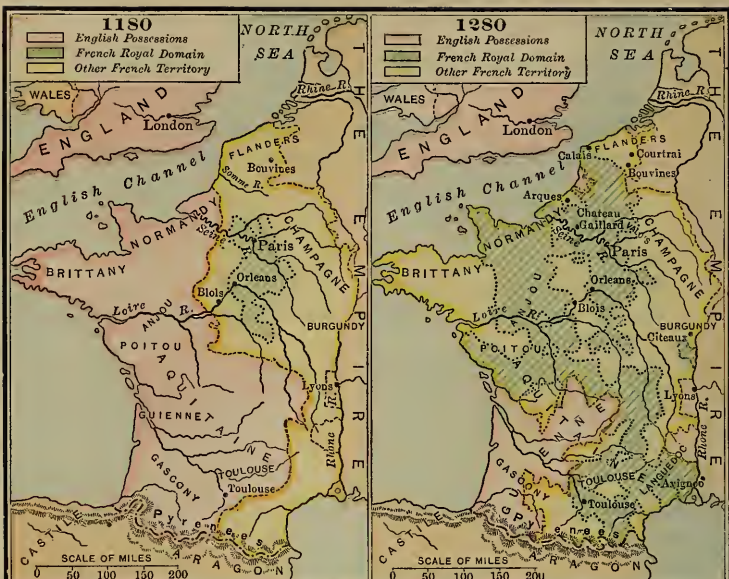 1180
English Possessions
French Royal Domain
Other French Territory
NORTH
SEA
THE EMPIRE
WALES
ENGLAND
London
Rhine R.
FLANDERS
Bouvines
Somme R.
English Channel
NORMANDY
Seine
R.
CHAMPAGNE
Paris
BRITTANY
Orleans
Blois
Loire R.
ANJOU
BURGUNDY
POITOU
AQUITAINE
Lyons
GUIENNE
Rhone R.
GASCONY
TOULOUSE
Toulouse
Pyrenees
CASTILE
ARAGON
SCALE OF MILES
0 50 100 150 200
1280
English Possessions
French Royal Domain
Other French Territory
NORTH
SEA
THE EMPIRE
WALES
ENGLAND
London
Rhine R.
FLANDERS
Calais
Courtrai
Bouvines
English Channel
Arques
Chateau
Gaillard
NORMANDY
Seine
Paris
CHAMPAGNE
BRITTANY
Orleans
ANJOU
Loire R.
Blois
BURGUNDY
Citeaux
POITOU
Lyons
Rhone R.
GASCONY
TOULOUSE
LANGUEDOC
Avignon
Toulouse
CASTILE
ARAGON
SCALE OF MILES
0 50 100 150 200